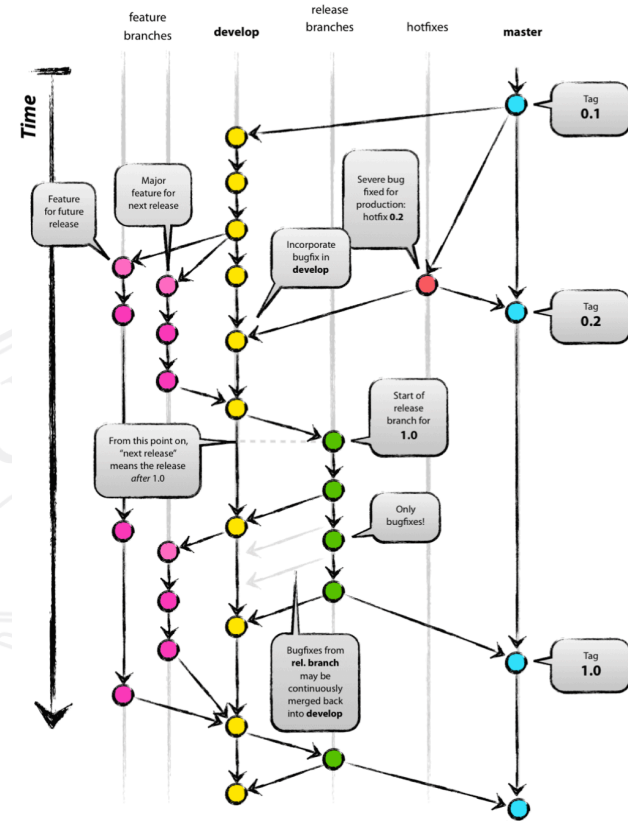 feature
branches
develop
release
branches
hotfixes
master
Time
Tag
0.1
Major
feature for
next release
Severe bug
fixed for
production:
hotfix 0.2
Feature
for future
release
Incorporate
bugfix in
develop
Tag
0.2
Start of
release
branch for
1.0
From this point on,
“next release”
means the release
after 1.0
Only
bugfixes!
Bugfixes from
rel. branch
may be
continuously
merged back
into develop
Tag
1.0